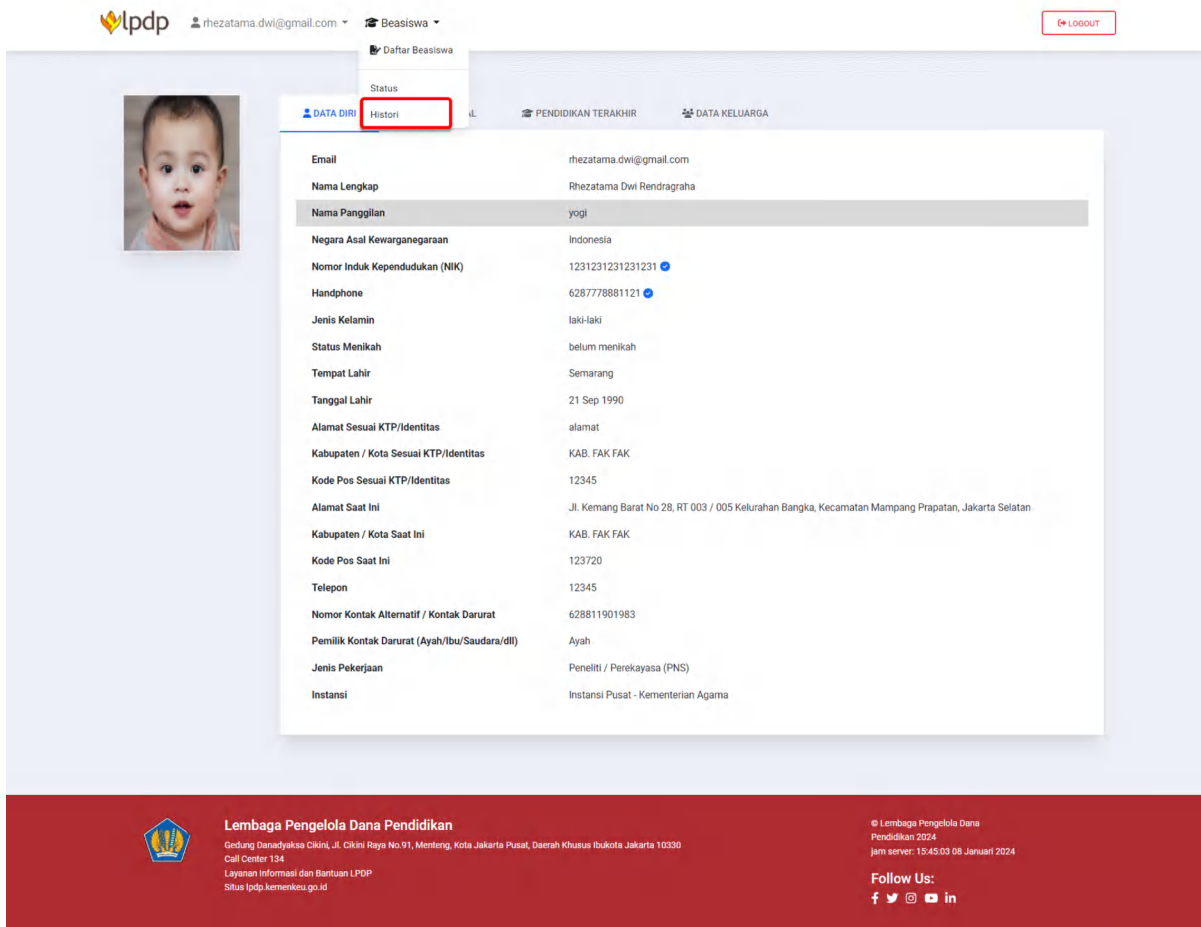 lpdp rhezatama.dwi@gmail.com Beasiswa LOGOUT
Daftar Beasiswa
Status
Histori
DATA DIRI PENDIDIKAN TERAKHIR DATA KELUARGA
Email rhezatama.dwi@gmail.com
Nama Lengkap Rhezatama Dwi Rendragraha
Nama Panggilan yogi
Negara Asal Kewarganegaraan Indonesia
Nomor Induk Kependudukan (NIK) 1231231231231231
Handphone 6287778881121
Jenis Kelamin laki-laki
Status Menikah belum menikah
Tempat Lahir Semarang
Tanggal Lahir 21 Sep 1990
Alamat Sesuai KTP/Identitas alamat
Kabupaten / Kota Sesuai KTP/Identitas KAB. FAK FAK
Kode Pos Sesuai KTP/Identitas 12345
Alamat Saat Ini Jl. Kemang Barat No 28, RT 003 / 005 Kelurahan Bangka, Kecamatan Mampang Prapatan, Jakarta Selatan
Kabupaten / Kota Saat Ini KAB. FAK FAK
Kode Pos Saat Ini 123720
Telepon 12345
Nomor Kontak Alternatif / Kontak Darurat 628811901983
Pemilik Kontak Darurat (Ayah/Ibu/Saudara/dll) Ayah
Jenis Pekerjaan Peneliti / Perekayasa (PNS)
Instansi Instansi Pusat - Kementerian Agama
Lembaga Pengelola Dana Pendidikan
Gedung Danadyaksa Cikini, Jl. Cikini Raya No.91, Menteng, Kota Jakarta Pusat, Daerah Khusus Ibukota Jakarta 10330
Call Center 134
Layanan Informasi dan Bantuan LPDP
Situs lpdp.kemenkeu.go.id
© Lembaga Pengelola Dana
Pendidikan 2024
jam server: 15:45:03 08 Januari 2024
Follow Us: